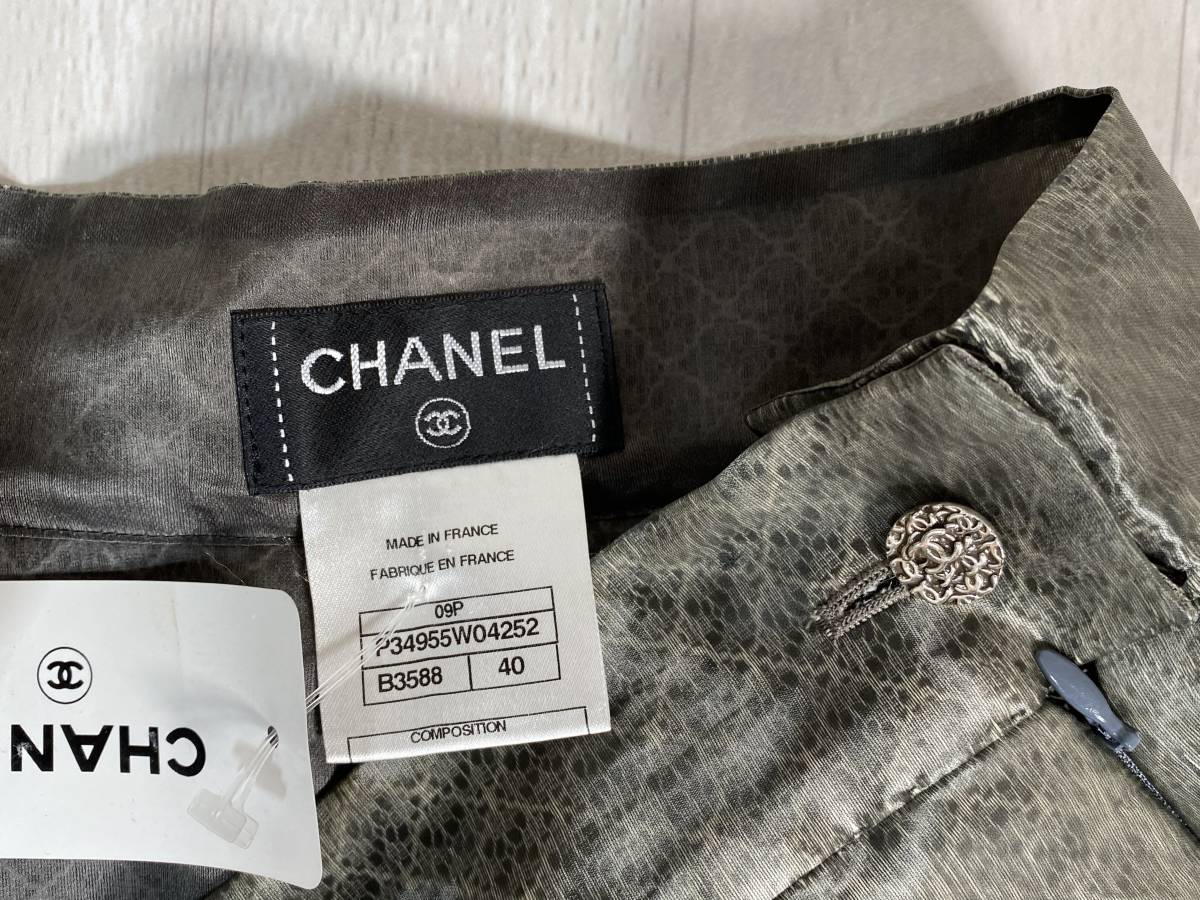 CHANEL
MADE IN FRANCE
FABRIQUE EN FRANCE
09P
P34955W04252
B3588 40
COMPOSITION
CHAN